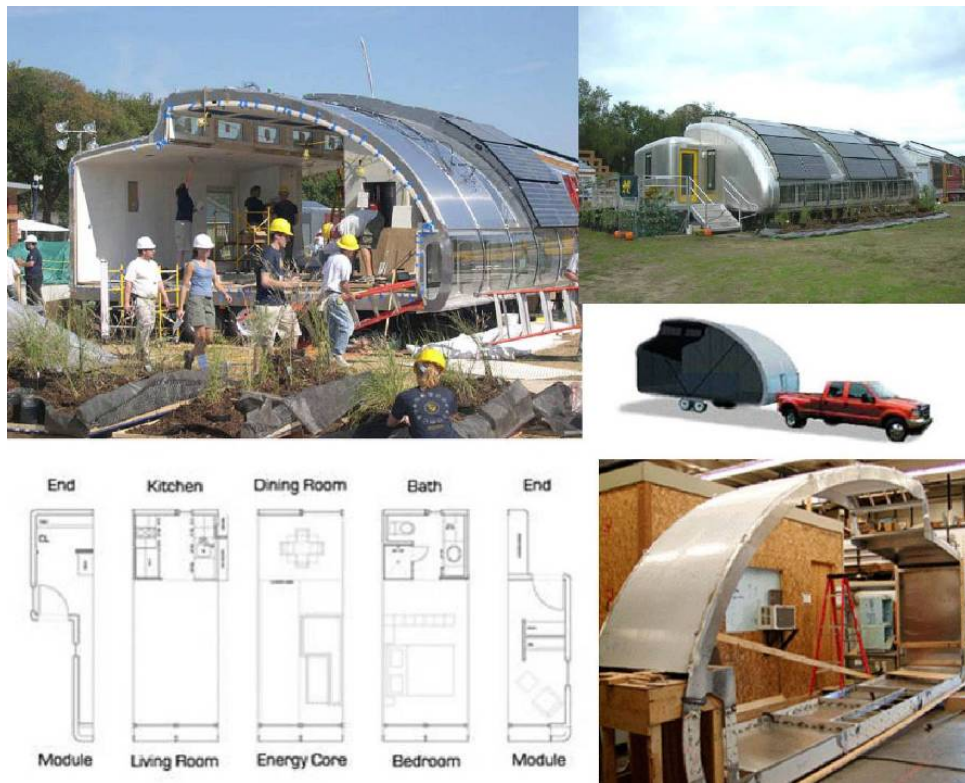 End
Kitchen
Dining Room
Bath
End
Module
Living Room
Energy Core
Bedroom
Module